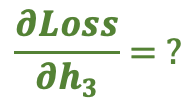 ∂Loss
∂h₃ = ?